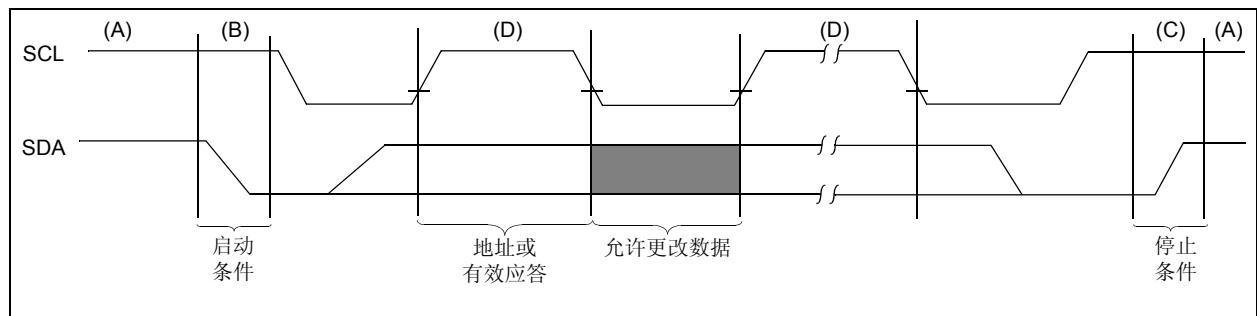 (A) (B) (D) (D) (C) (A)
SCL
SDA
启动
条件
地址或
有效应答
允许更改数据
停止
条件